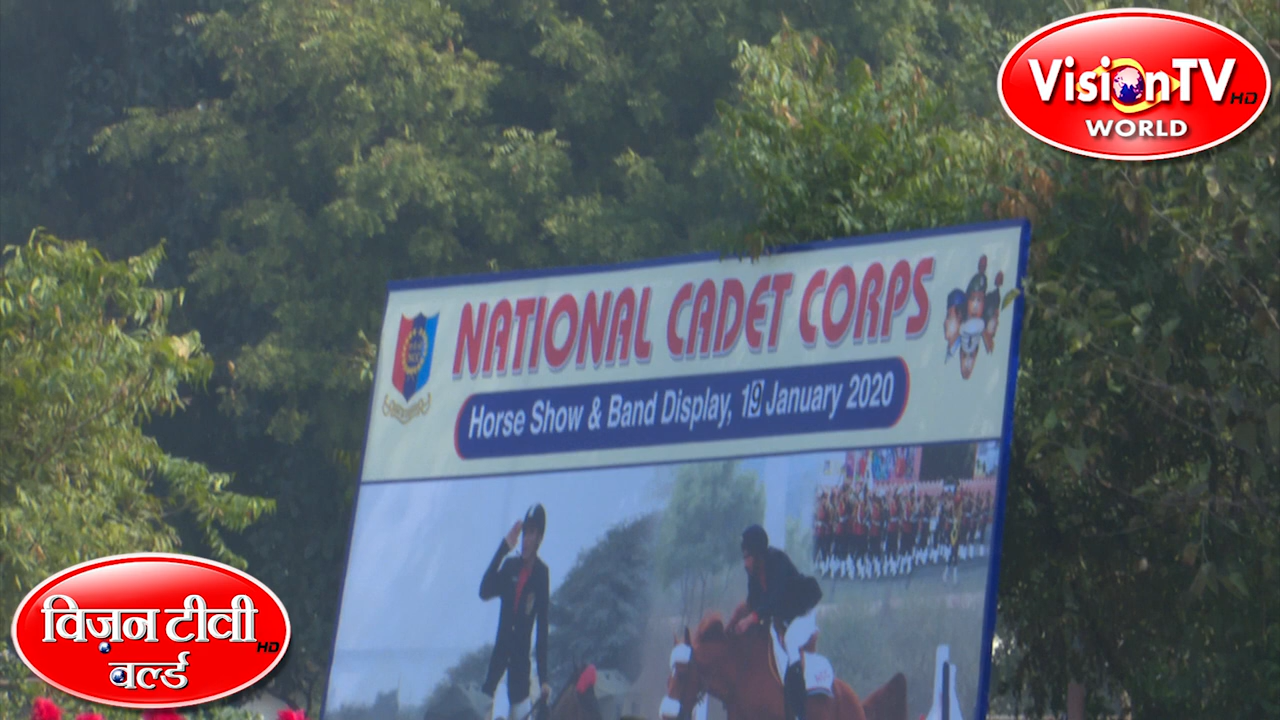 VisionTV HD
WORLD
NATIONAL CADET CORPS
Horse Show & Band Display, 19 January 2020
विज़न टीवी HD
वर्ल्ड